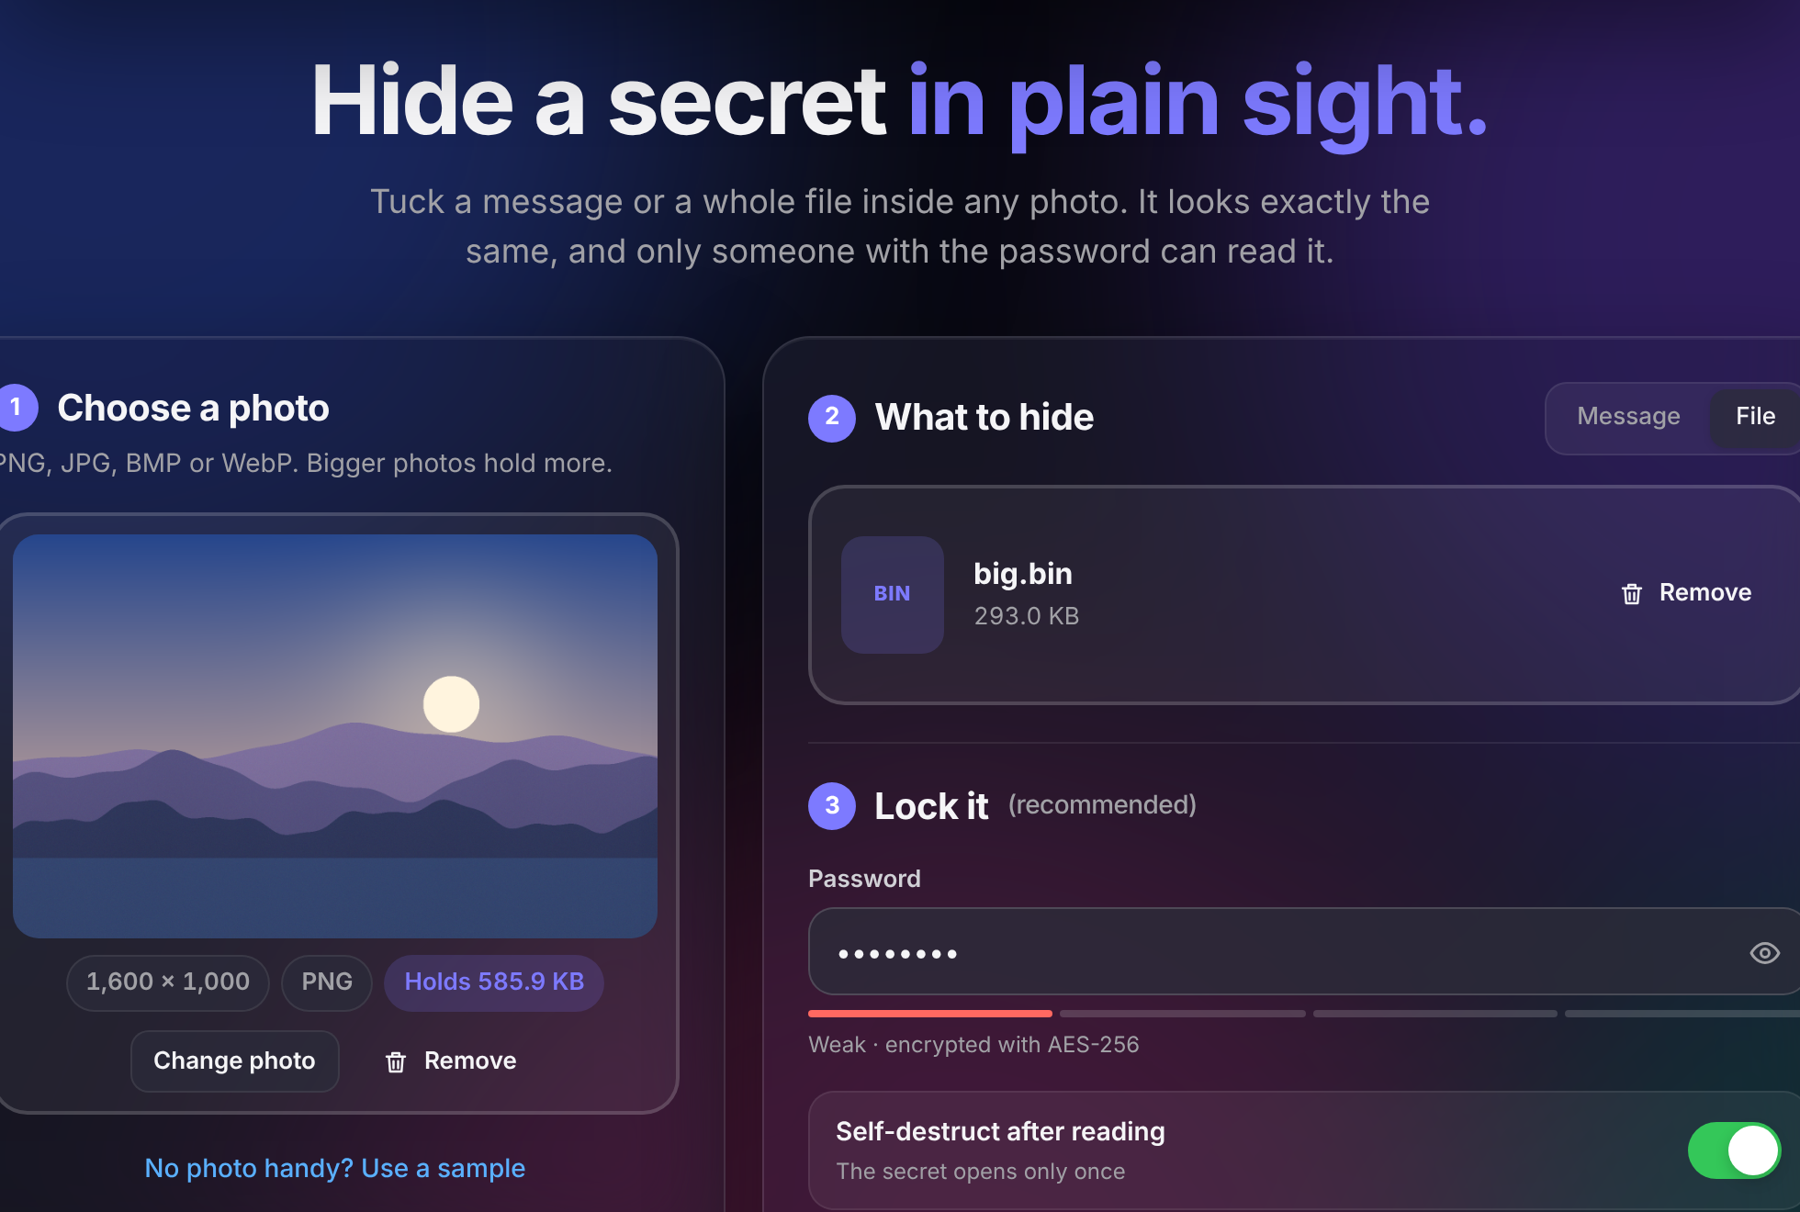 Hide a secret in plain sight.
Tuck a message or a whole file inside any photo. It looks exactly the
same, and only someone with the password can read it.
1 Choose a photo
PNG, JPG, BMP or WebP. Bigger photos hold more.
1,600 × 1,000 PNG Holds 585.9 KB
Change photo Remove
No photo handy? Use a sample
2 What to hide
Message File
BIN
big.bin
293.0 KB
Remove
3 Lock it (recommended)
Password
••••••••
Weak · encrypted with AES-256
Self-destruct after reading
The secret opens only once